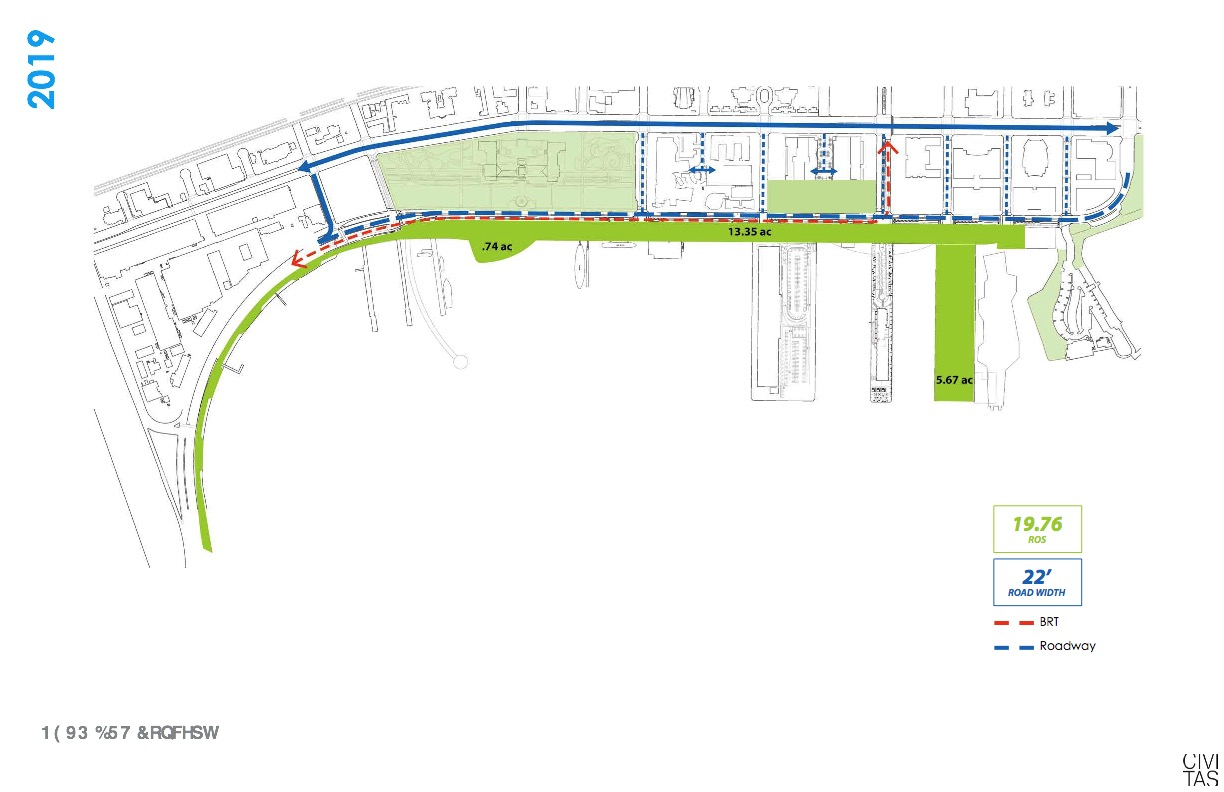 2019
13.35 ac
.74 ac
5.67 ac
19.76
ROS
22’
ROAD WIDTH
BRT
Roadway
1( 93 %57 &RQFHSW
CIVI
TAS